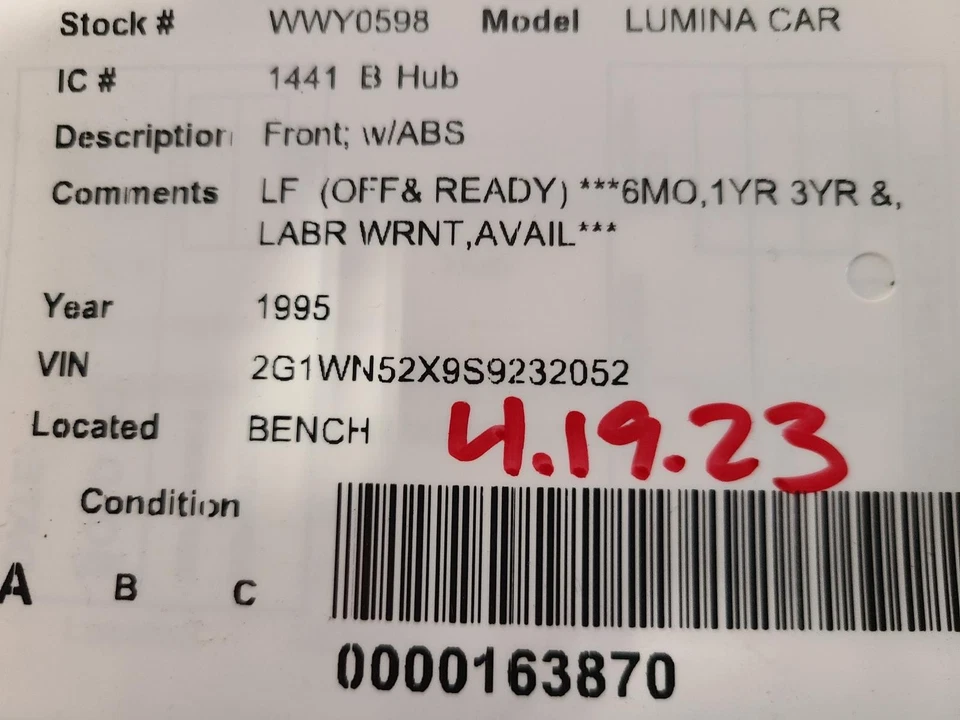 Stock # WWY0598 Model LUMINA CAR
IC # 1441 B Hub
Description Front; w/ABS
Comments LF (OFF& READY) ***6MO,1YR 3YR &,
LABR WRNT,AVAIL***
Year 1995
VIN 2G1WN52X9S9232052
Located BENCH
4.19.23
Condition
A B C
0000163870